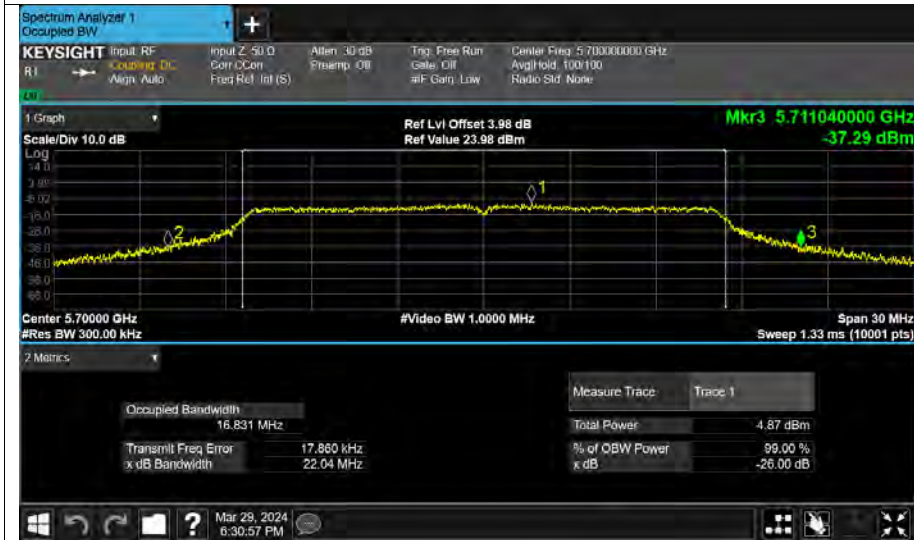 Spectrum Analyzer 1
Occupied BW
+
KEYSIGHT Input: RF Input Z: 50 Ω Atten: 30 dB Trig: Free Run Center Freq: 5.700000000 GHz
Coupling: DC Corr CCorr Preamp: Off Gate: Off Avg|Hold: 100/100
Align: Auto Freq Ref: Int (S) #IF Gain: Low Radio Std: None
1 Graph
Scale/Div 10.0 dB
Ref Lvl Offset 3.98 dB
Ref Value 23.98 dBm
Mkr3 5.711040000 GHz
-37.29 dBm
Log
1
2
3
Center 5.70000 GHz #Video BW 1.0000 MHz Span 30 MHz
#Res BW 300.00 kHz Sweep 1.33 ms (10001 pts)
2 Metrics
Measure Trace Trace 1
Occupied Bandwidth
16.831 MHz
Total Power 4.87 dBm
Transmit Freq Error 17.860 kHz % of OBW Power 99.00 %
x dB Bandwidth 22.04 MHz x dB -26.00 dB
?
Mar 29, 2024
6:30:57 PM